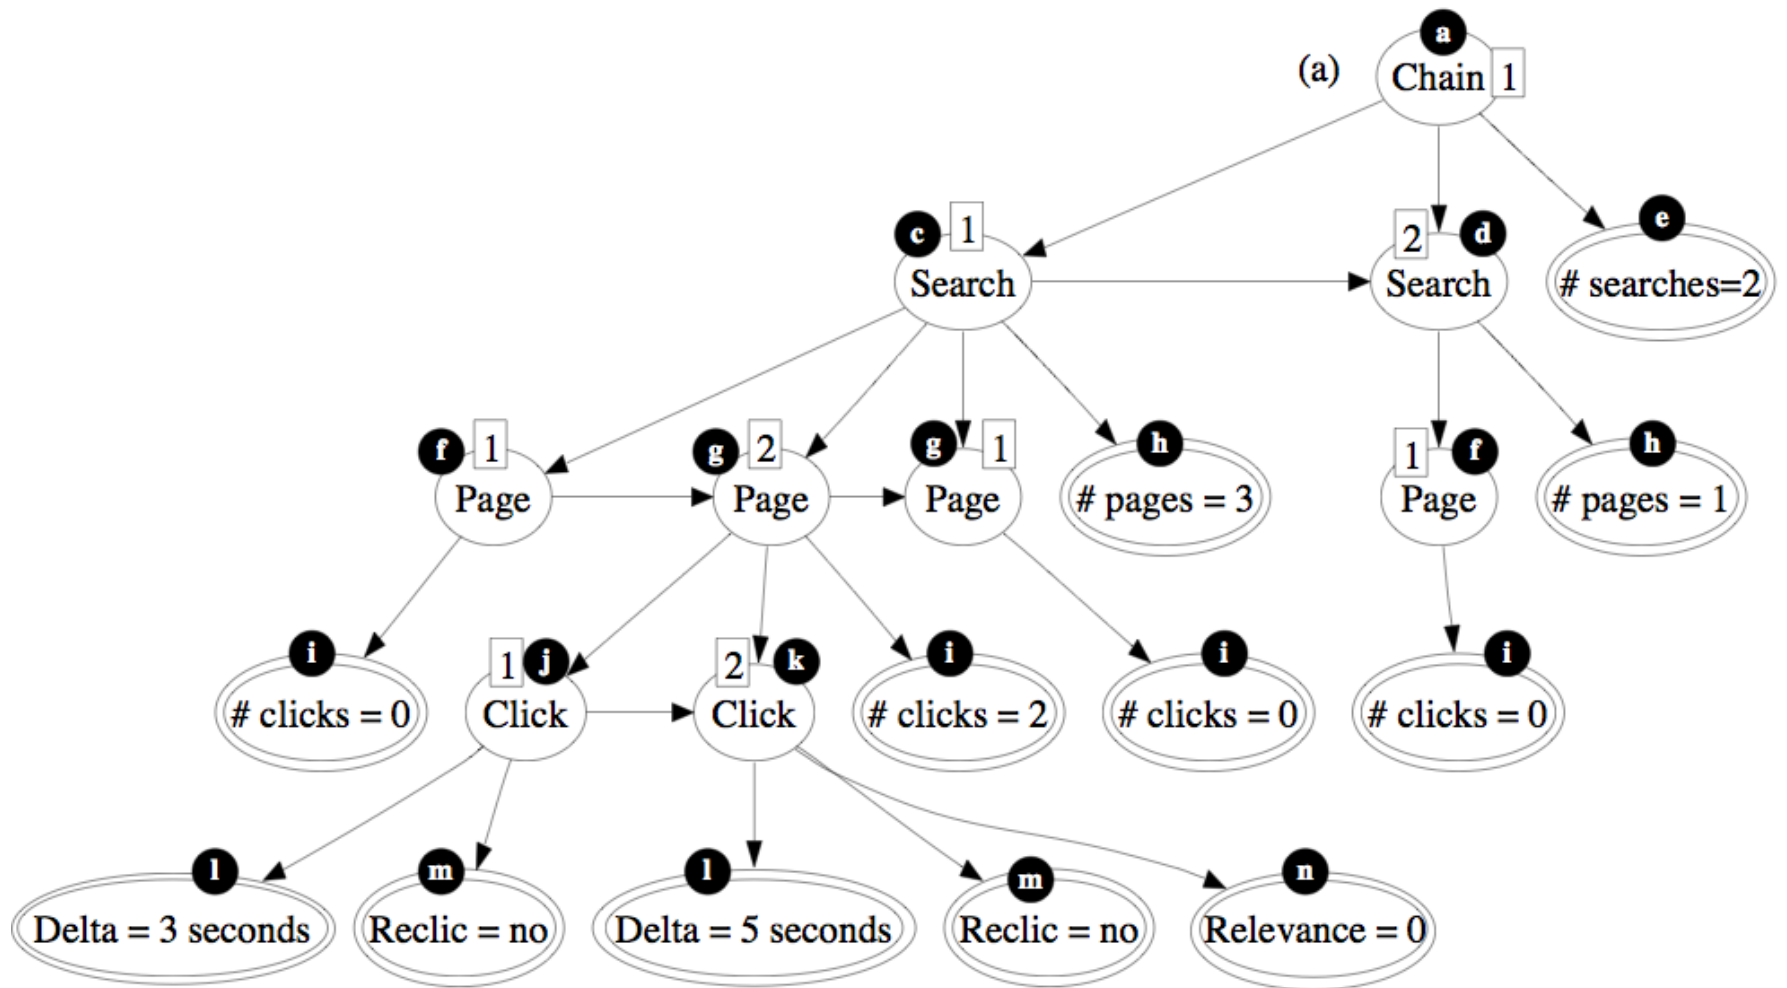 a
(a) Chain 1
c 1 Search
2 d Search
e # searches=2
f 1 Page
g 2 Page
g 1 Page
h # pages = 3
1 f Page
h # pages = 1
i # clicks = 0
1 j Click
2 k Click
i # clicks = 2
i # clicks = 0
i # clicks = 0
l Delta = 3 seconds
m Reclic = no
l Delta = 5 seconds
m Reclic = no
n Relevance = 0